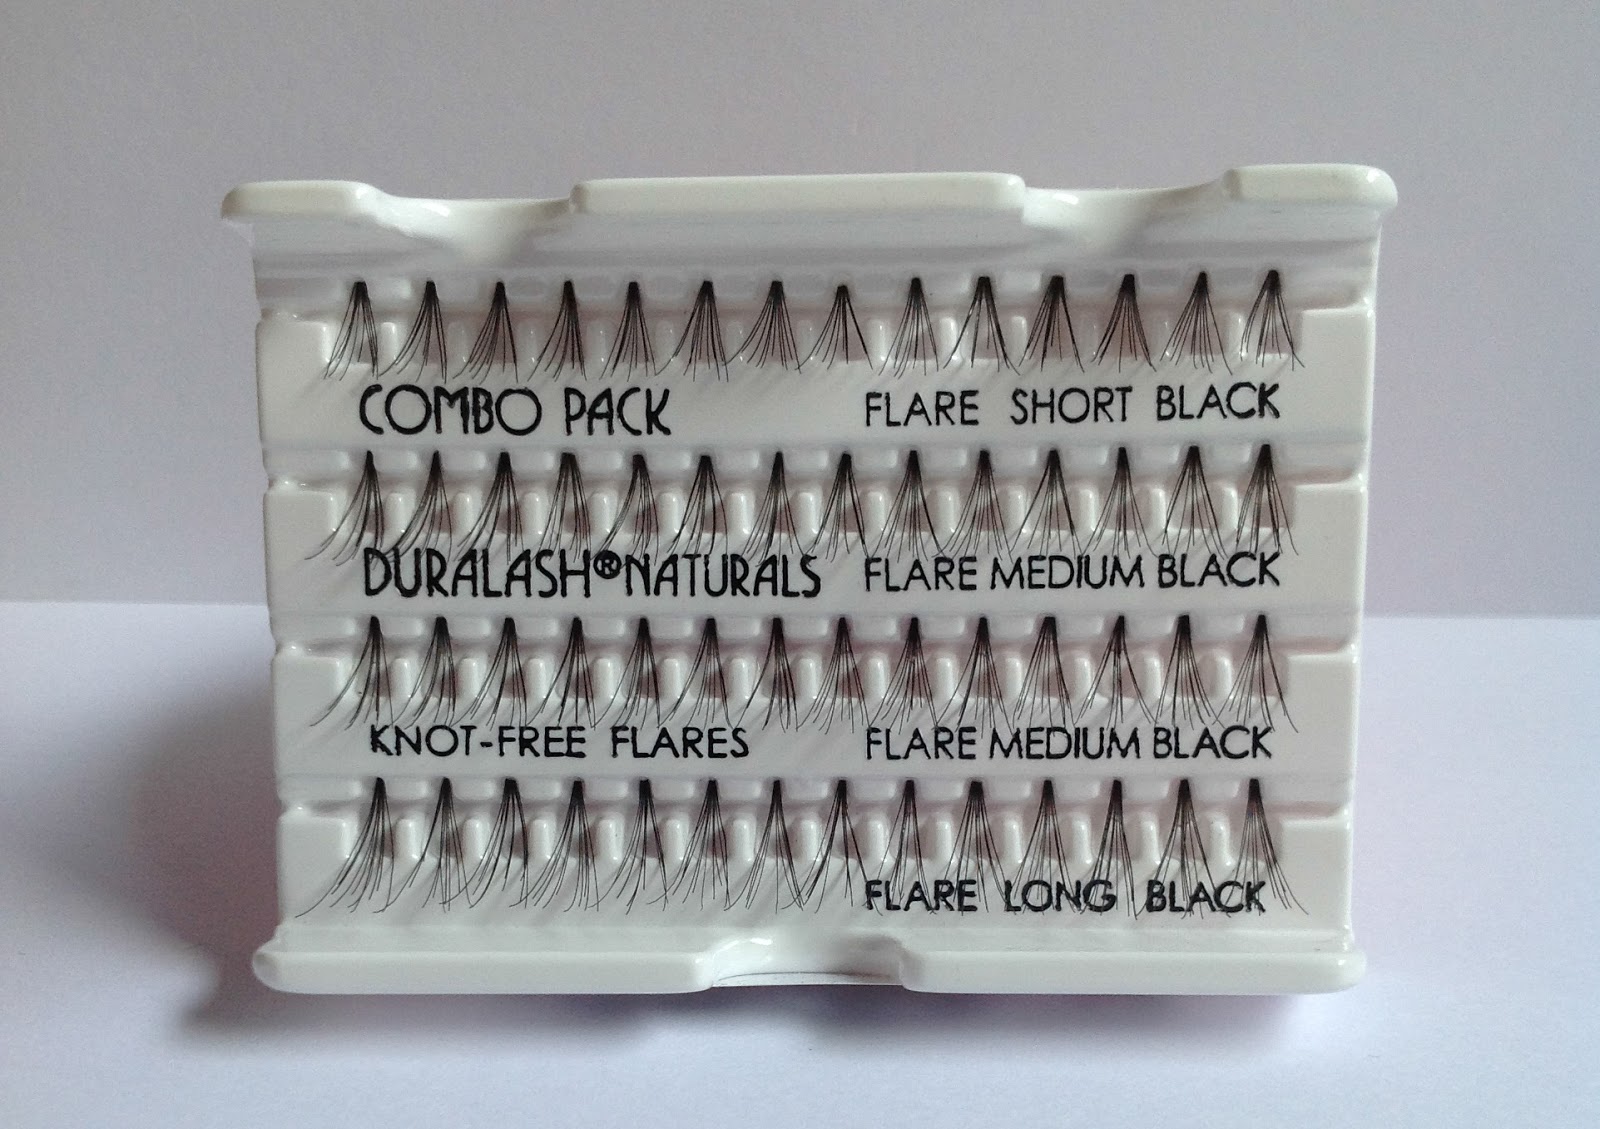 COMBO PACK FLARE SHORT BLACK
DURALASH®NATURALS FLARE MEDIUM BLACK
KNOT-FREE FLARES FLARE MEDIUM BLACK
FLARE LONG BLACK